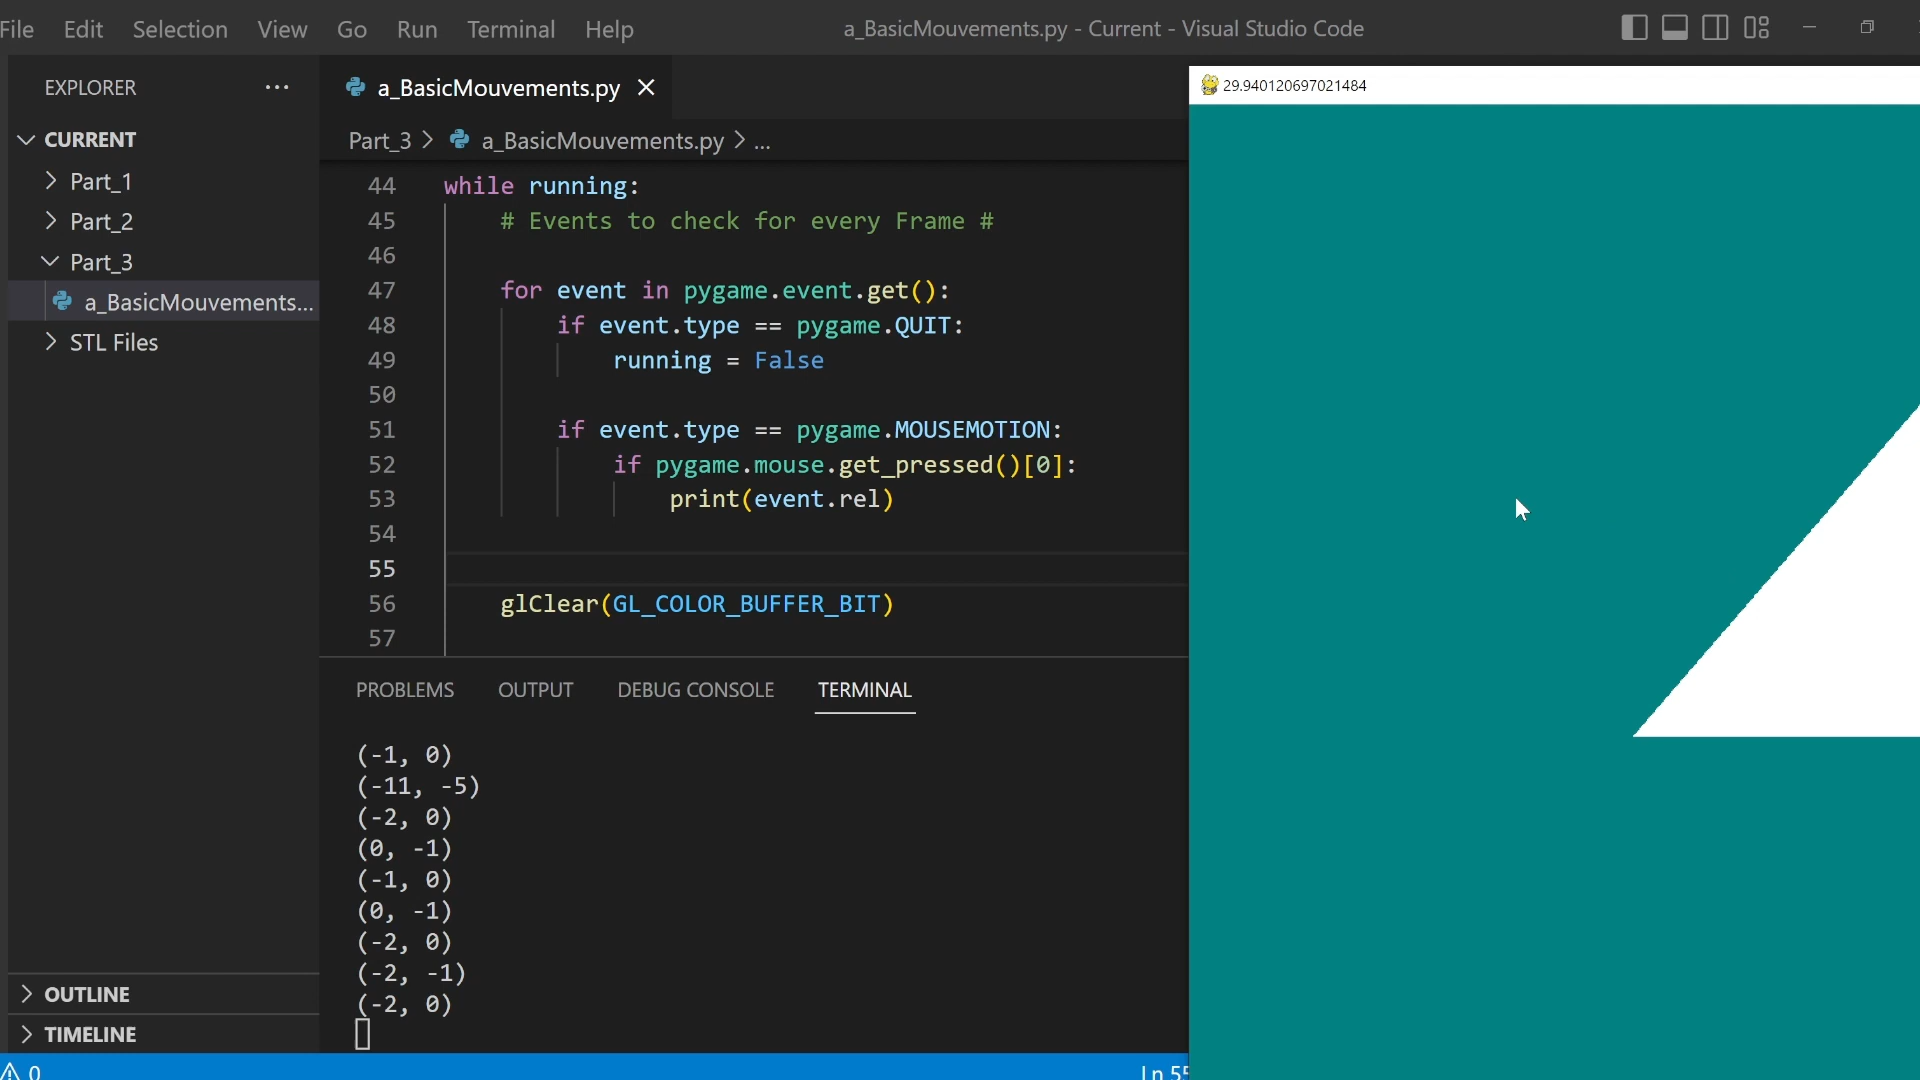 File Edit Selection View Go Run Terminal Help
a_BasicMouvements.py - Current - Visual Studio Code
EXPLORER
CURRENT
Part_1
Part_2
Part_3
a_BasicMouvements...
STL Files
OUTLINE
TIMELINE
a_BasicMouvements.py
Part_3 > a_BasicMouvements.py > ...
44 while running:
45 # Events to check for every Frame #
46
47 for event in pygame.event.get():
48 if event.type == pygame.QUIT:
49 running = False
50
51 if event.type == pygame.MOUSEMOTION:
52 if pygame.mouse.get_pressed()[0]:
53 print(event.rel)
54
55
56 glClear(GL_COLOR_BUFFER_BIT)
57
PROBLEMS OUTPUT DEBUG CONSOLE TERMINAL
(-1, 0)
(-11, -5)
(-2, 0)
(0, -1)
(-1, 0)
(0, -1)
(-2, 0)
(-2, -1)
(-2, 0)
0
Ln 55
29.940120697021484